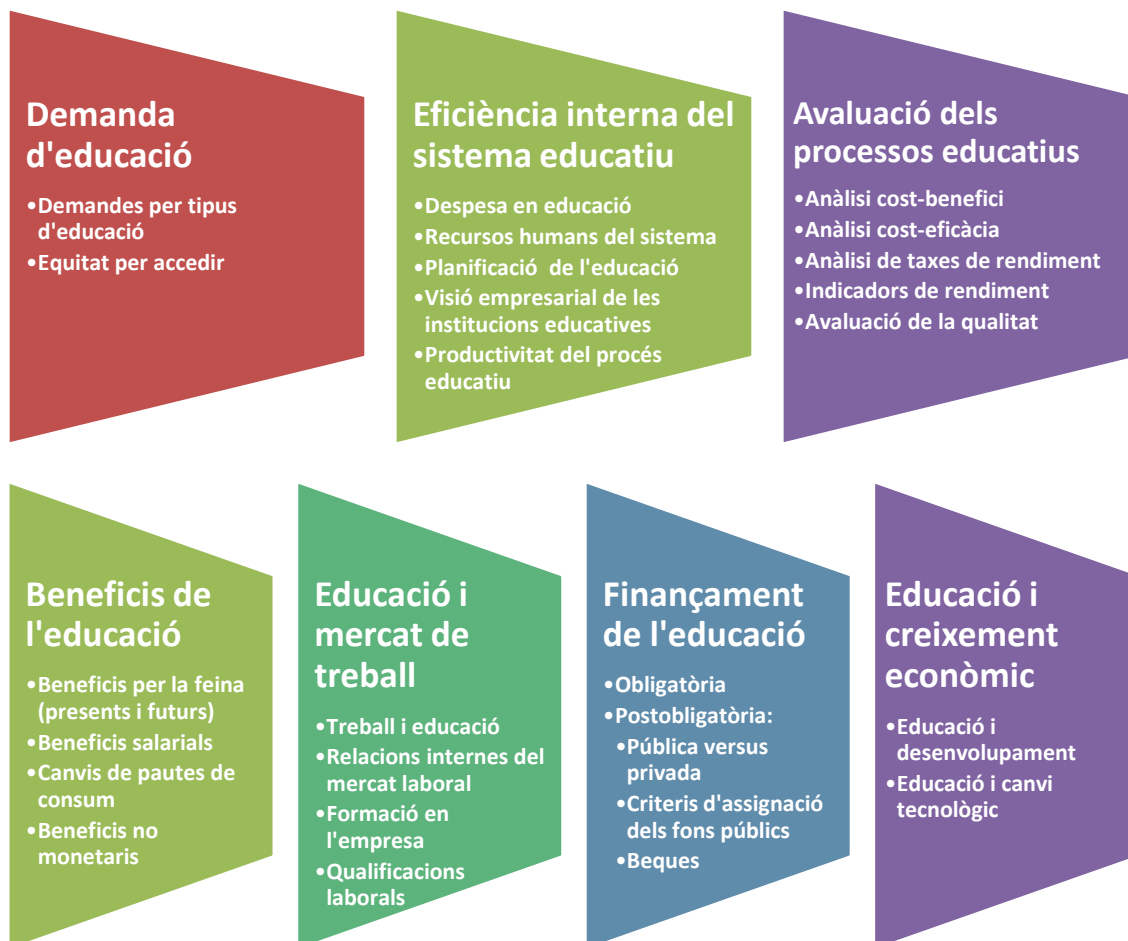 Demanda
d'educació
•Demandes per tipus
d'educació
•Equitat per accedir
Eficiència interna del
sistema educatiu
•Despesa en educació
•Recursos humans del sistema
•Planificació de l'educació
•Visió empresarial de les
institucions educatives
•Productivitat del procés
educatiu
Avaluació dels
processos educatius
•Anàlisi cost-benefici
•Anàlisi cost-eficàcia
•Anàlisi de taxes de rendiment
•Indicadors de rendiment
•Avaluació de la qualitat
Beneficis de
l'educació
•Beneficis per la feina
(presents i futurs)
•Beneficis salarials
•Canvis de pautes de
consum
•Beneficis no
monetaris
Educació i
mercat de
treball
•Treball i educació
•Relacions internes del
mercat laboral
•Formació en
l'empresa
•Qualificacions
laborals
Finançament
de l'educació
•Obligatòria
•Postobligatòria:
•Pública versus
privada
•Criteris d'assignació
dels fons públics
•Beques
Educació i
creixement
econòmic
•Educació i
desenvolupament
•Educació i canvi
tecnològic